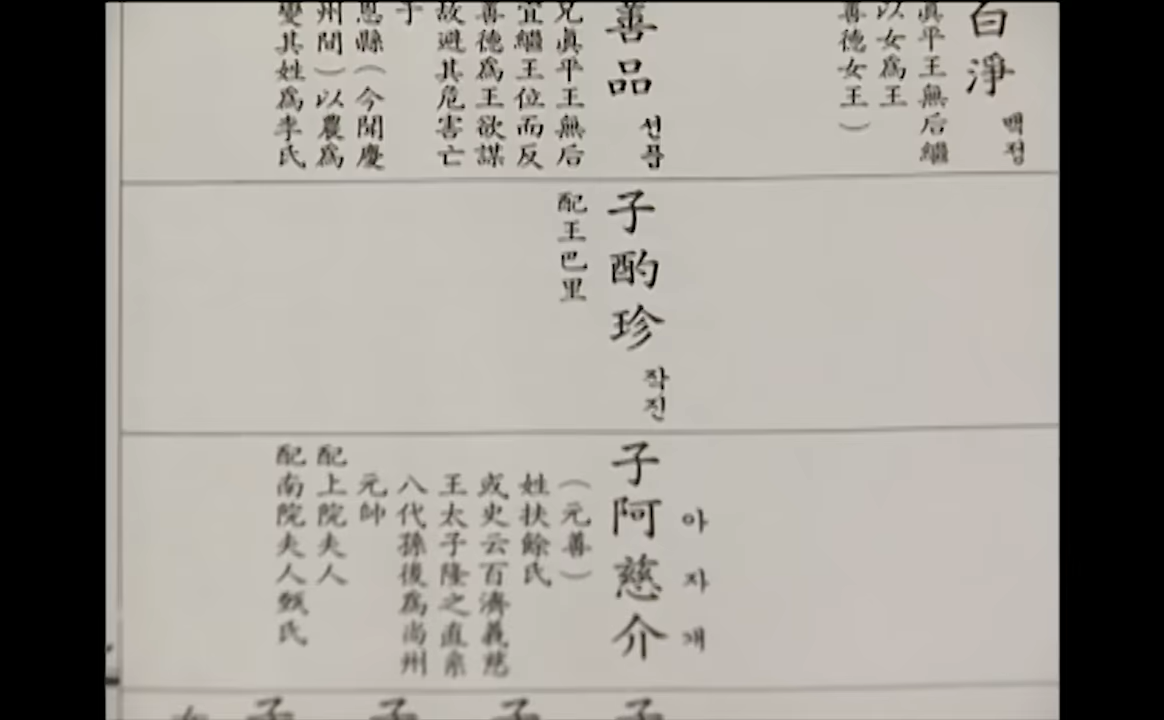 白淨
백정
眞平王無后繼
以女爲王
善德女王）
善品
선품
兄眞平王無后
宜繼王位而反
善德爲王欲謀
故避其危害亡
于
恩縣（今聞慶
州間）以農爲
變其姓爲李氏
子酌珍
작진
配王巴里
아자개
子阿慈介
（元善）
姓扶餘氏
或史云百濟義慈
王太子隆之直系
八代孫後爲尚州
元帥
配上院夫人
配南院夫人甄氏
子
子
子
子